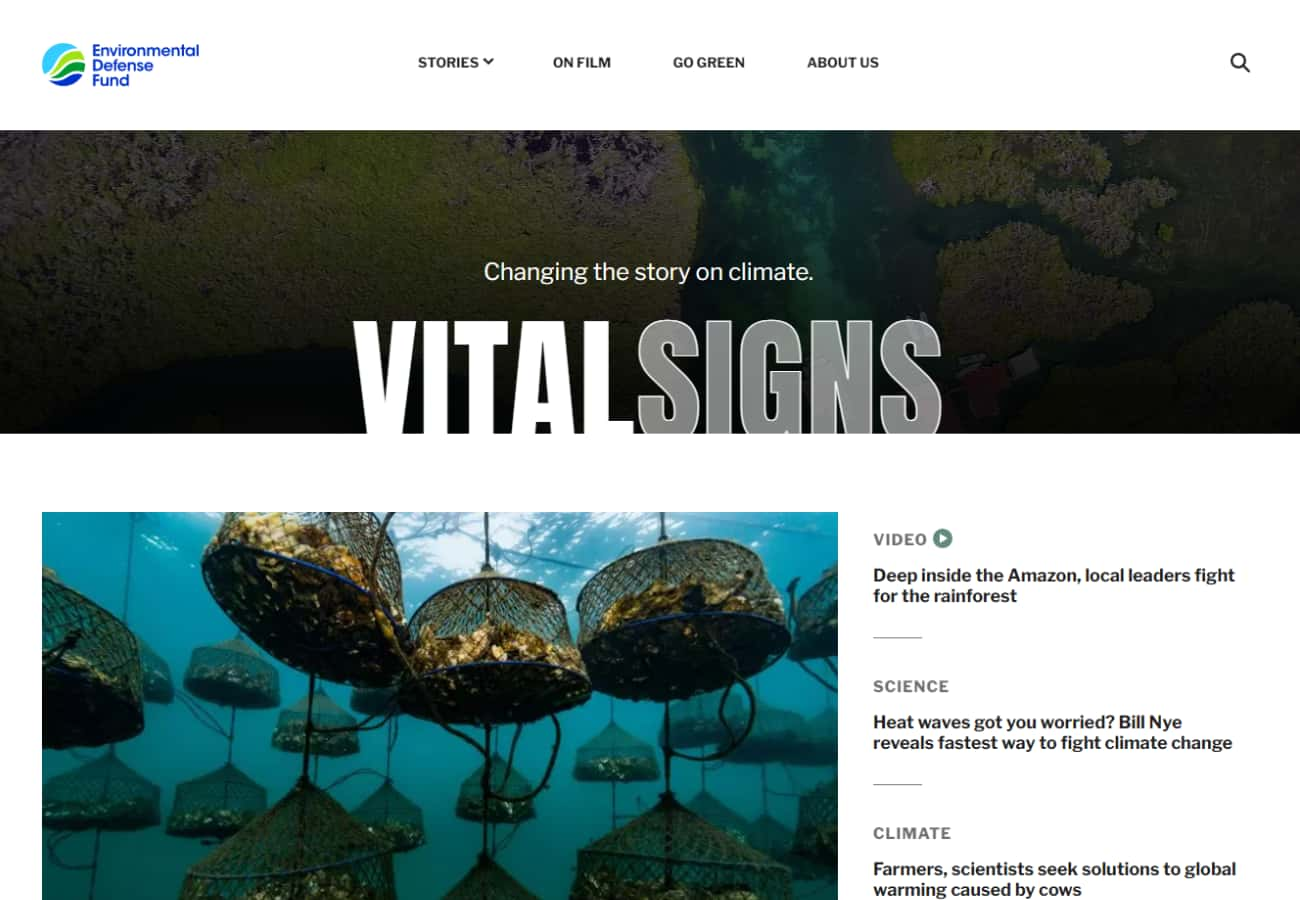 Environmental
Defense
Fund
STORIES
ON FILM
GO GREEN
ABOUT US
Changing the story on climate.
VITALSIGNS
VIDEO
Deep inside the Amazon, local leaders fight
for the rainforest
SCIENCE
Heat waves got you worried? Bill Nye
reveals fastest way to fight climate change
CLIMATE
Farmers, scientists seek solutions to global
warming caused by cows